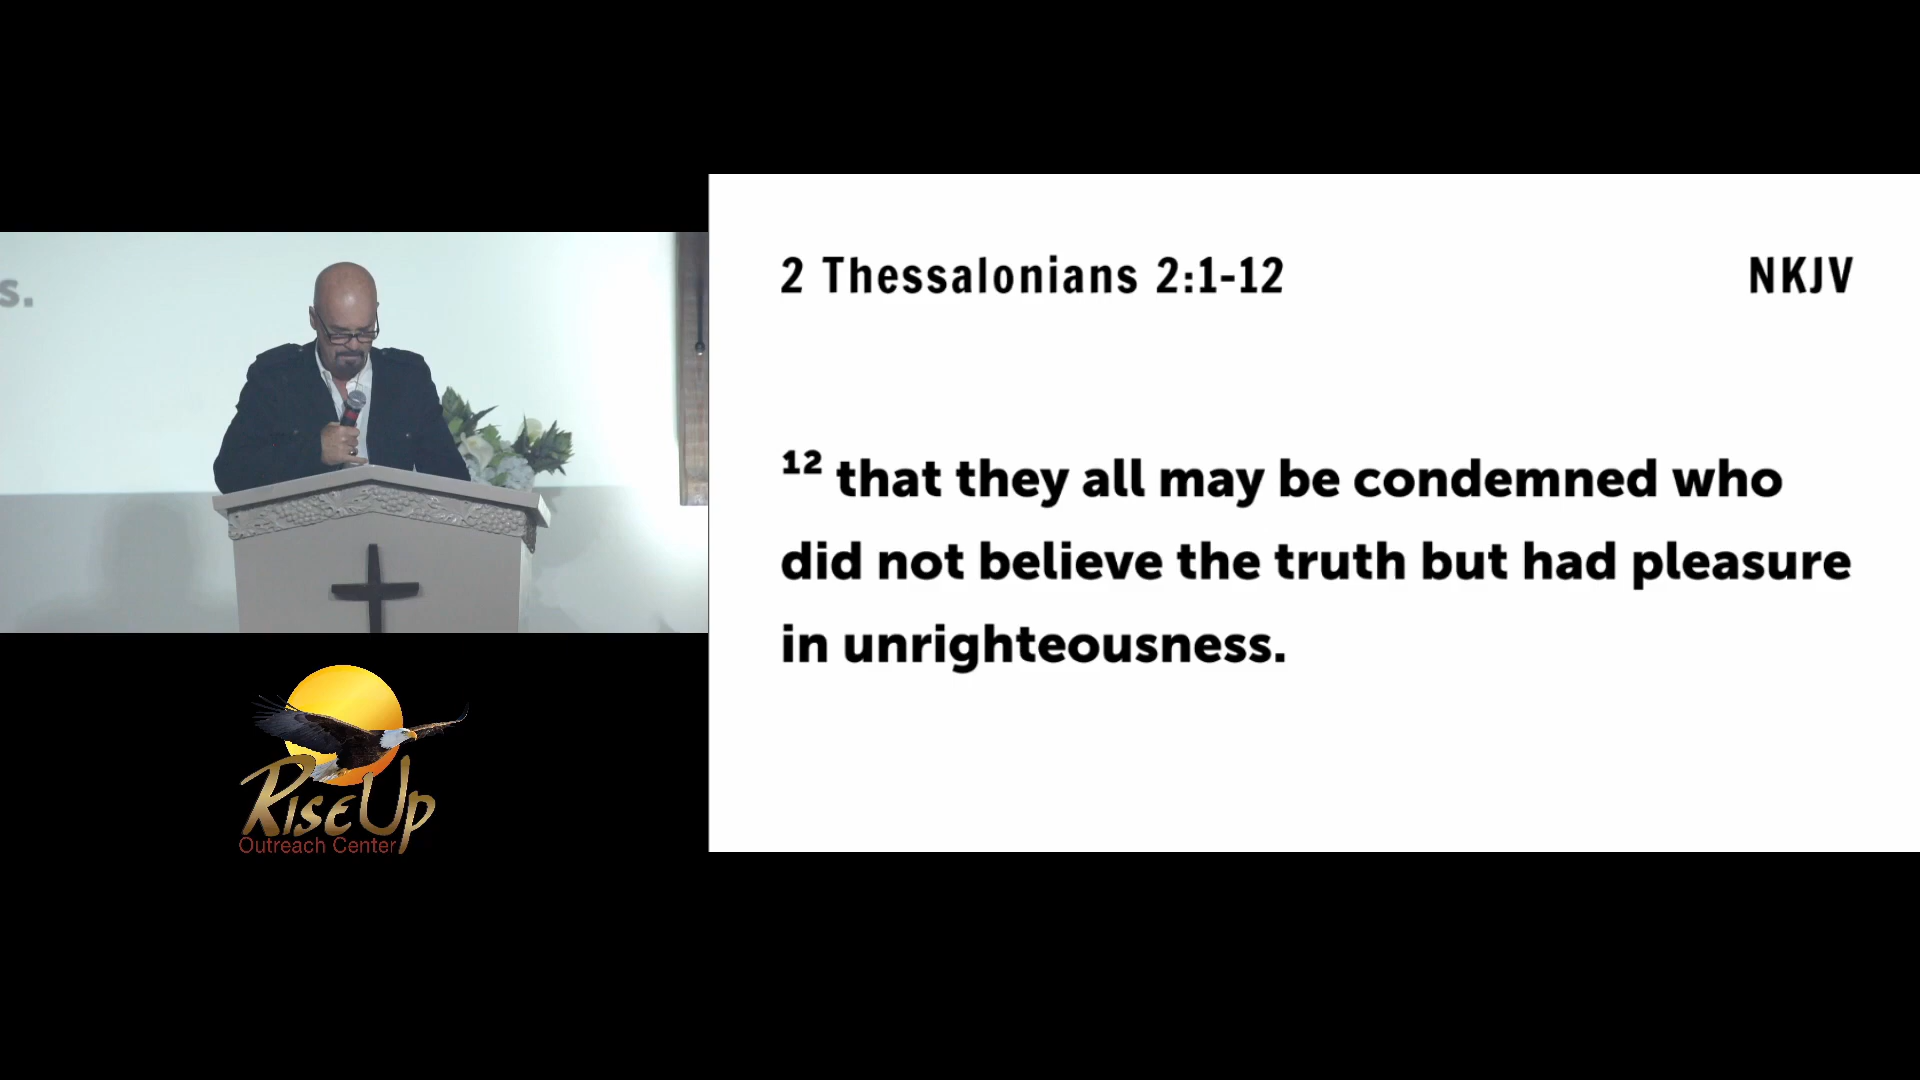 s.
2 Thessalonians 2:1-12
NKJV
12 that they all may be condemned who
did not believe the truth but had pleasure
in unrighteousness.
RiseUp
Outreach Center